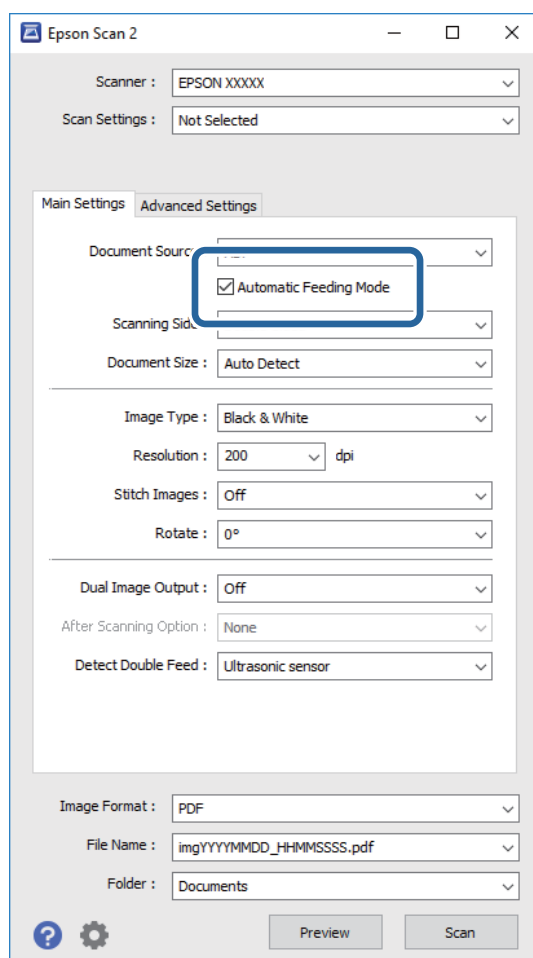 Epson Scan 2
Scanner : EPSON XXXXX
Scan Settings : Not Selected
Main Settings Advanced Settings
Document
Automatic Feeding Mode
Scanning
Document Size : Auto Detect
Image Type : Black & White
Resolution : 200 dpi
Stitch Images : Off
Rotate : 0°
Dual Image Output : Off
After Scanning Option : None
Detect Double Feed : Ultrasonic sensor
Image Format : PDF
File Name : imgYYYYMMDD_HHMMSSSS.pdf
Folder : Documents
? Preview Scan